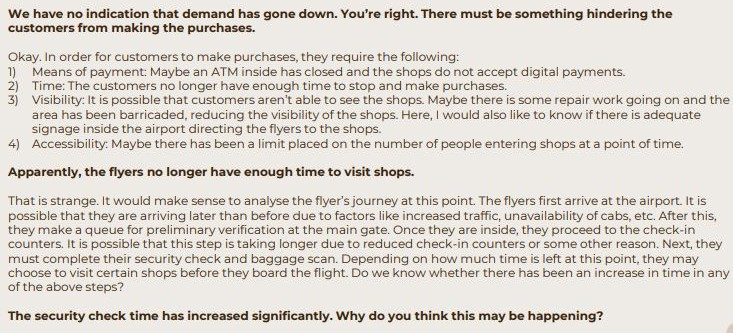 We have no indication that demand has gone down. You're right. There must be something hindering the
customers from making the purchases.
Okay. In order for customers to make purchases, they require the following:
1) Means of payment: Maybe an ATM inside has closed and the shops do not accept digital payments.
2) Time: The customers no longer have enough time to stop and make purchases.
3) Visibility: It is possible that customers aren't able to see the shops. Maybe there is some repair work going on and the
area has been barricaded, reducing the visibility of the shops. Here, I would also like to know if there is adequate
signage inside the airport directing the flyers to the shops.
4) Accessibility: Maybe there has been a limit placed on the number of people entering shops at a point of time.
Apparently, the flyers no longer have enough time to visit shops.
That is strange. It would make sense to analyse the flyer's journey at this point. The flyers first arrive at the airport. It is
possible that they are arriving later than before due to factors like increased traffic, unavailability of cabs, etc. After this,
they make a queue for preliminary verification at the main gate. Once they are inside, they proceed to the check-in
counters. It is possible that this step is taking longer due to reduced check-in counters or some other reason. Next, they
must complete their security check and baggage scan. Depending on how much time is left at this point, they may
choose to visit certain shops before they board the flight. Do we know whether there has been an increase in time in any
of the above steps?
The security check time has increased significantly. Why do you think this may be happening?